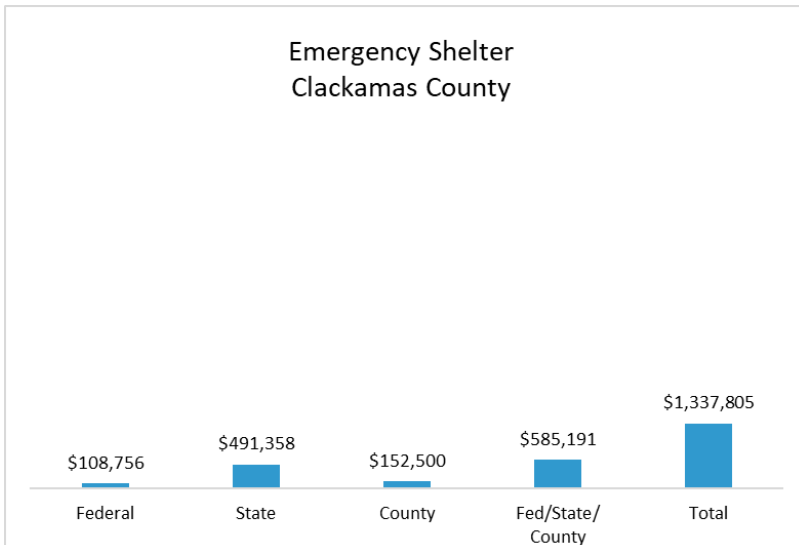 Emergency Shelter
Clackamas County
$1,337,805
$585,191
$491,358
$152,500
$108,756
Federal
State
County
Fed/State/
County
Total